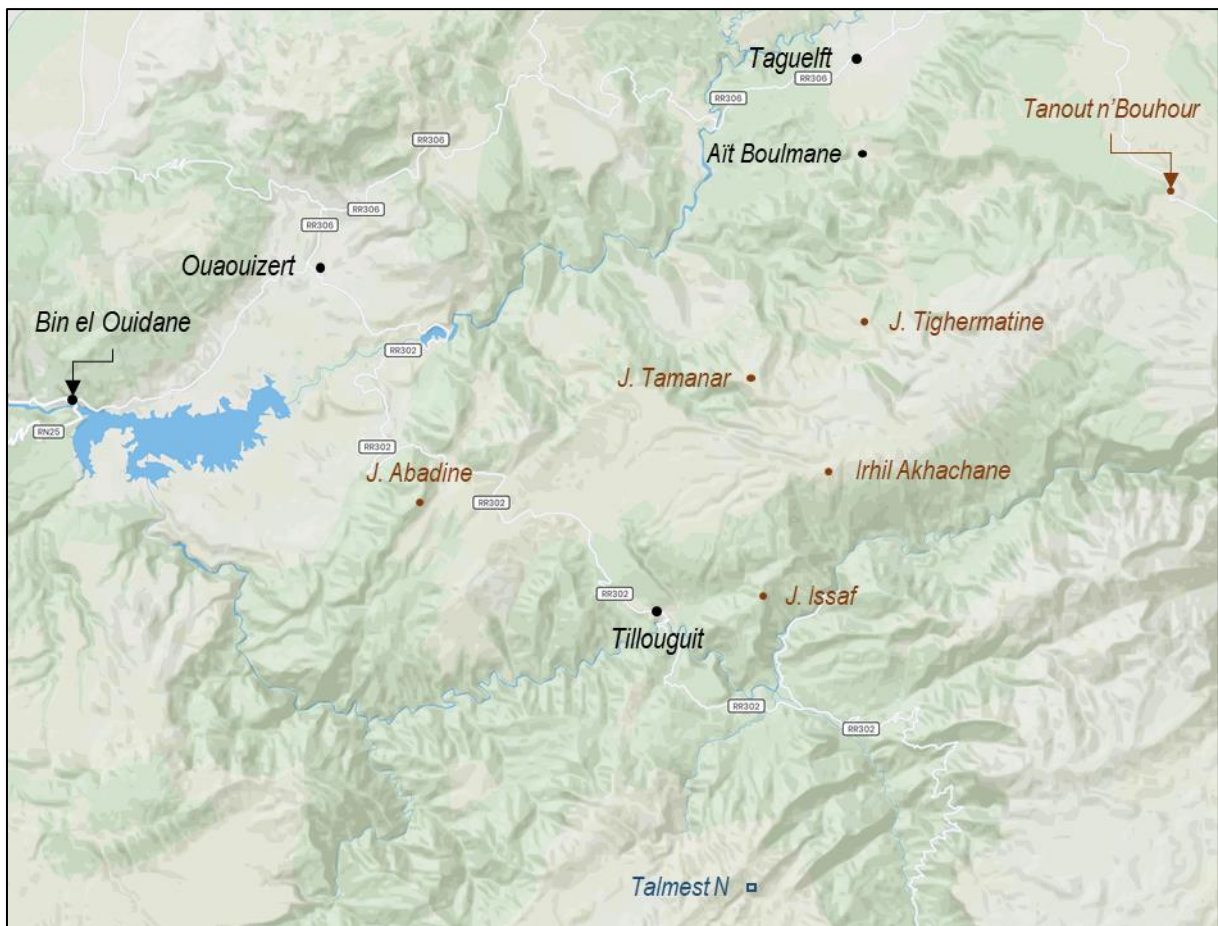 Taguelft
RR306
RR306
Tanout n'Bouhour
RR306
Aït Boulmane
RR306
RR306
Ouaouizert
Bin el Ouidane
J. Tighermatine
RR302
J. Tamanar
RN25
RR302
J. Abadine
Irhil Akhachane
RR302
RR302
J. Issaf
Tillouguit
RR302
RR302
Talmest N